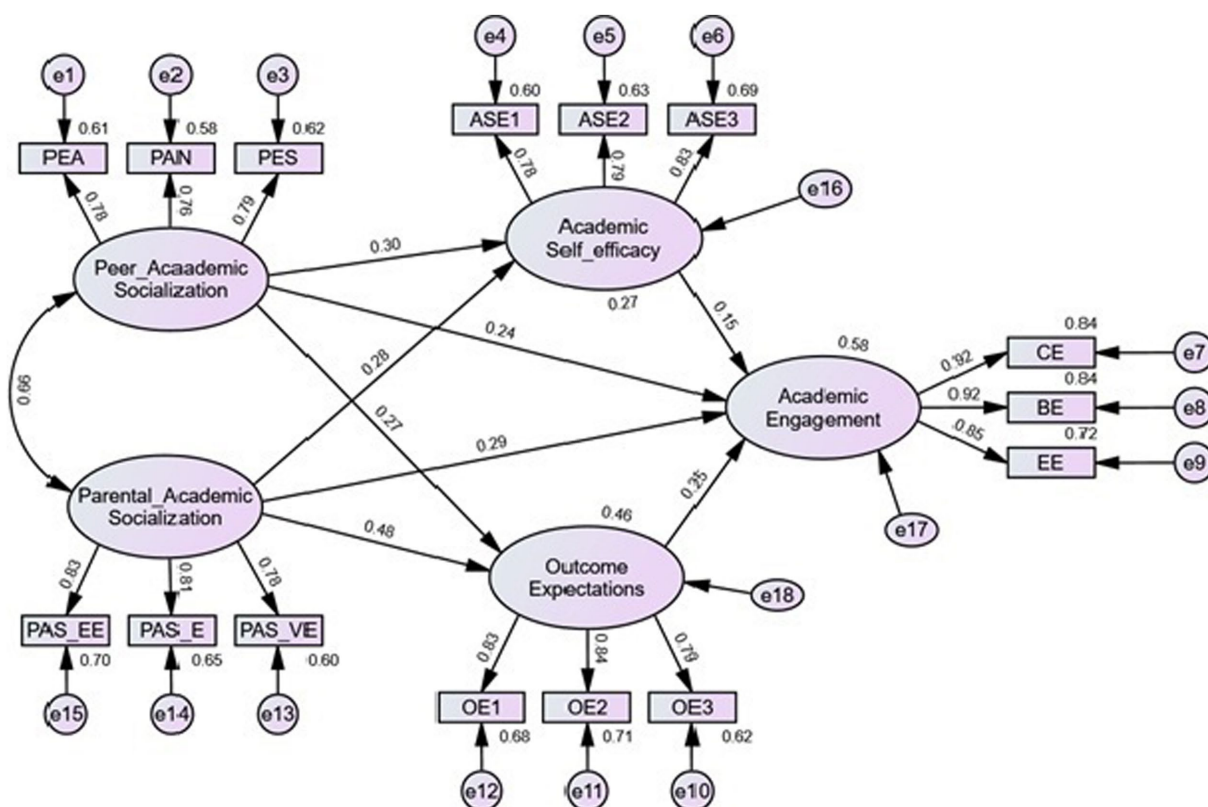 e1
e2
e3
0.61
0.58
0.62
PEA
PAIN
PES
0.78
0.76
0.79
Peer_Acaademic
Socialization
0.66
Parental_Academic
Socialization
0.83
0.81
0.78
PAS_EE
PAS_E
PAS_VE
0.70
0.65
0.60
e15
e14
e13
e4
e5
e6
0.60
0.63
0.69
ASE1
ASE2
ASE3
0.78
0.79
0.83
Academic
Self_efficacy
0.27
e16
0.30
0.24
0.28
0.27
0.29
0.48
0.15
0.25
0.58
Academic
Engagement
e17
0.92
0.92
0.85
0.84
CE
e7
0.84
BE
e8
0.72
EE
e9
0.46
Outcome
Expectations
e18
0.83
0.84
0.79
OE1
OE2
OE3
0.68
0.71
0.62
e12
e11
e10